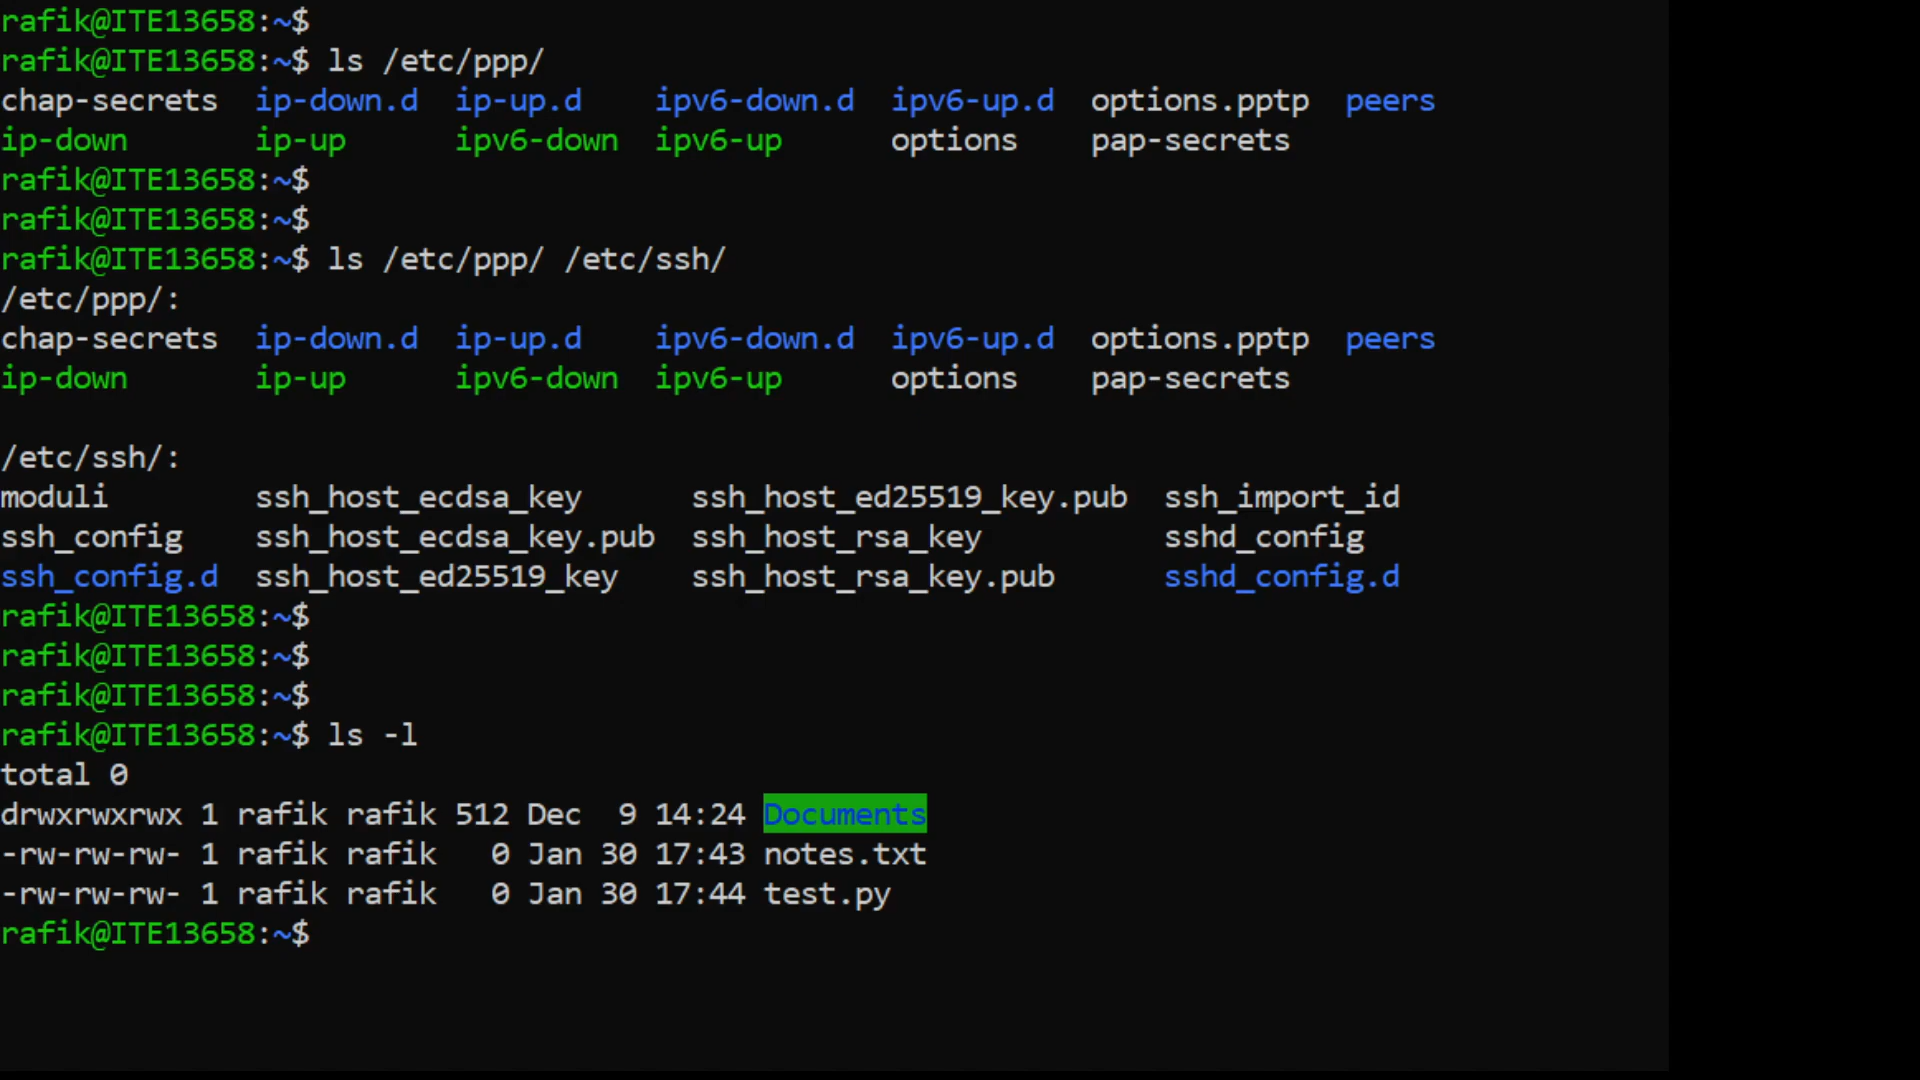 rafik@ITE13658:~$
rafik@ITE13658:~$ ls /etc/ppp/
chap-secrets  ip-down.d  ip-up.d    ipv6-down.d  ipv6-up.d  options.pptp  peers
ip-down       ip-up      ipv6-down  ipv6-up      options    pap-secrets
rafik@ITE13658:~$
rafik@ITE13658:~$
rafik@ITE13658:~$ ls /etc/ppp/ /etc/ssh/
/etc/ppp/:
chap-secrets  ip-down.d  ip-up.d    ipv6-down.d  ipv6-up.d  options.pptp  peers
ip-down       ip-up      ipv6-down  ipv6-up      options    pap-secrets
/etc/ssh/:
moduli        ssh_host_ecdsa_key      ssh_host_ed25519_key.pub  ssh_import_id
ssh_config    ssh_host_ecdsa_key.pub  ssh_host_rsa_key          sshd_config
ssh_config.d  ssh_host_ed25519_key    ssh_host_rsa_key.pub      sshd_config.d
rafik@ITE13658:~$
rafik@ITE13658:~$
rafik@ITE13658:~$
rafik@ITE13658:~$ ls -l
total 0
drwxrwxrwx 1 rafik rafik 512 Dec  9 14:24 Documents
-rw-rw-rw- 1 rafik rafik   0 Jan 30 17:43 notes.txt
-rw-rw-rw- 1 rafik rafik   0 Jan 30 17:44 test.py
rafik@ITE13658:~$